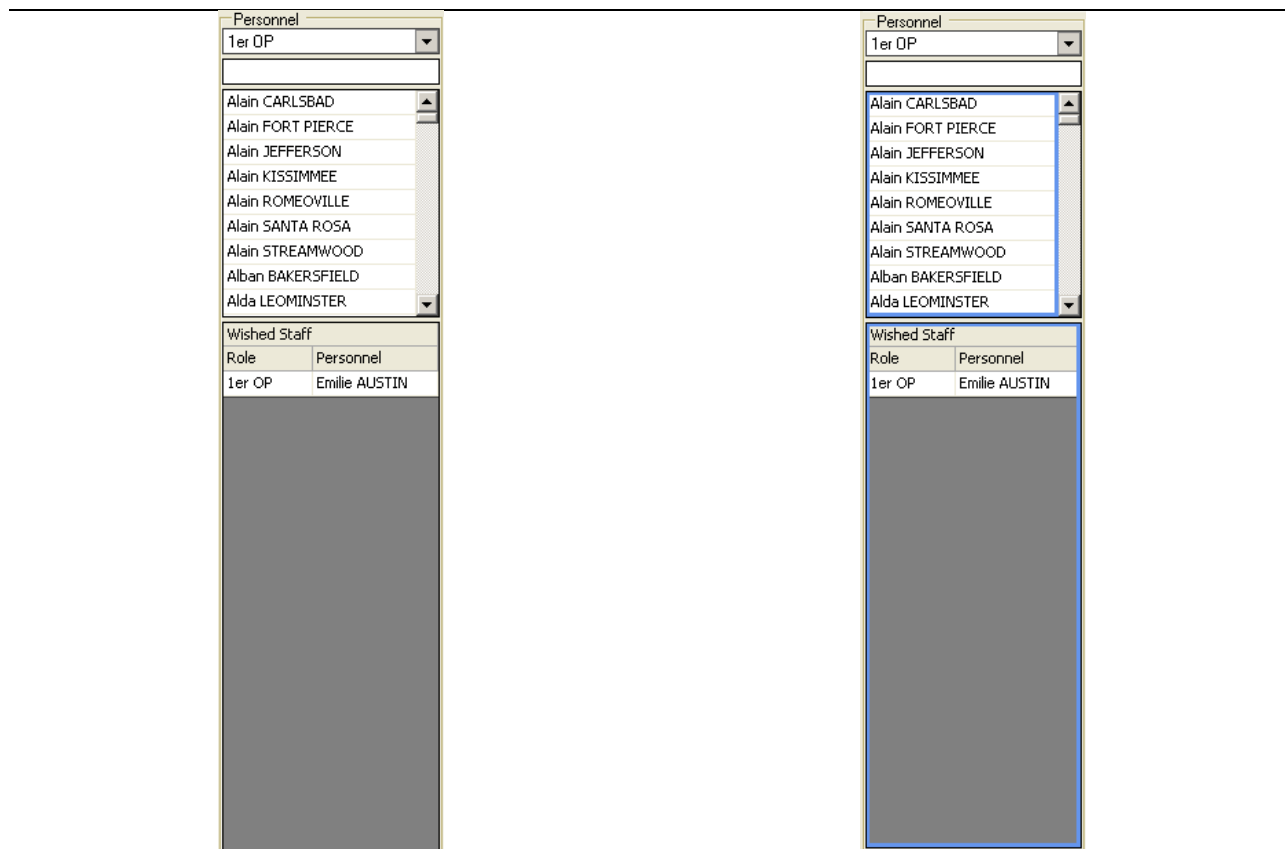 Personnel
1er OP
Alain CARLSBAD
Alain FORT PIERCE
Alain JEFFERSON
Alain KISSIMMEE
Alain ROMEOVILLE
Alain SANTA ROSA
Alain STREAMWOOD
Alban BAKERSFIELD
Alda LEOMINSTER
Wished Staff
Role Personnel
1er OP Emilie AUSTIN
Personnel
1er OP
Alain CARLSBAD
Alain FORT PIERCE
Alain JEFFERSON
Alain KISSIMMEE
Alain ROMEOVILLE
Alain SANTA ROSA
Alain STREAMWOOD
Alban BAKERSFIELD
Alda LEOMINSTER
Wished Staff
Role Personnel
1er OP Emilie AUSTIN